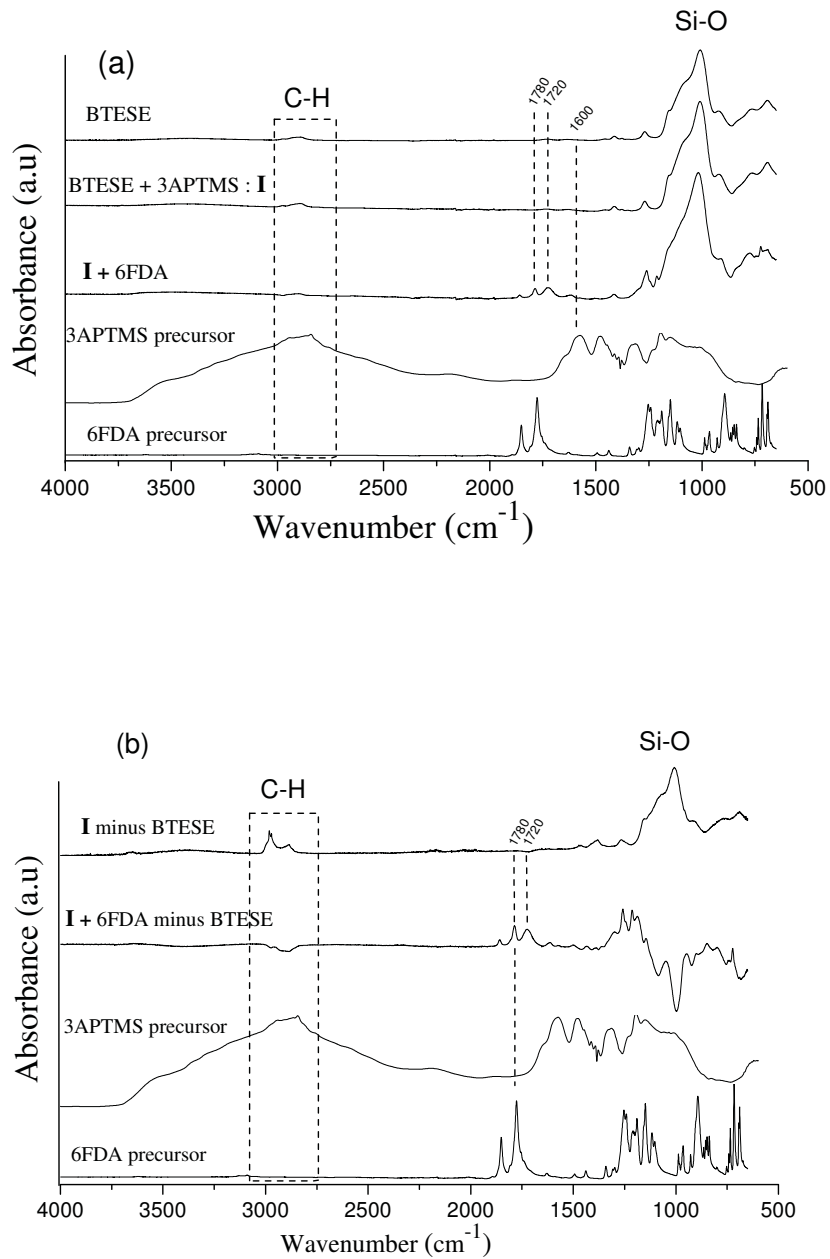 Si-O
(a)
C-H
1780
1720
1600
BTESE
BTESE + 3APTMS : I
I + 6FDA
3APTMS precursor
6FDA precursor
Absorbance (a.u)
4000 3500 3000 2500 2000 1500 1000 500
Wavenumber (cm-1)
(b)
Si-O
C-H
1780
1720
I minus BTESE
I + 6FDA minus BTESE
3APTMS precursor
6FDA precursor
Absorbance (a.u)
4000 3500 3000 2500 2000 1500 1000 500
Wavenumber (cm-1)